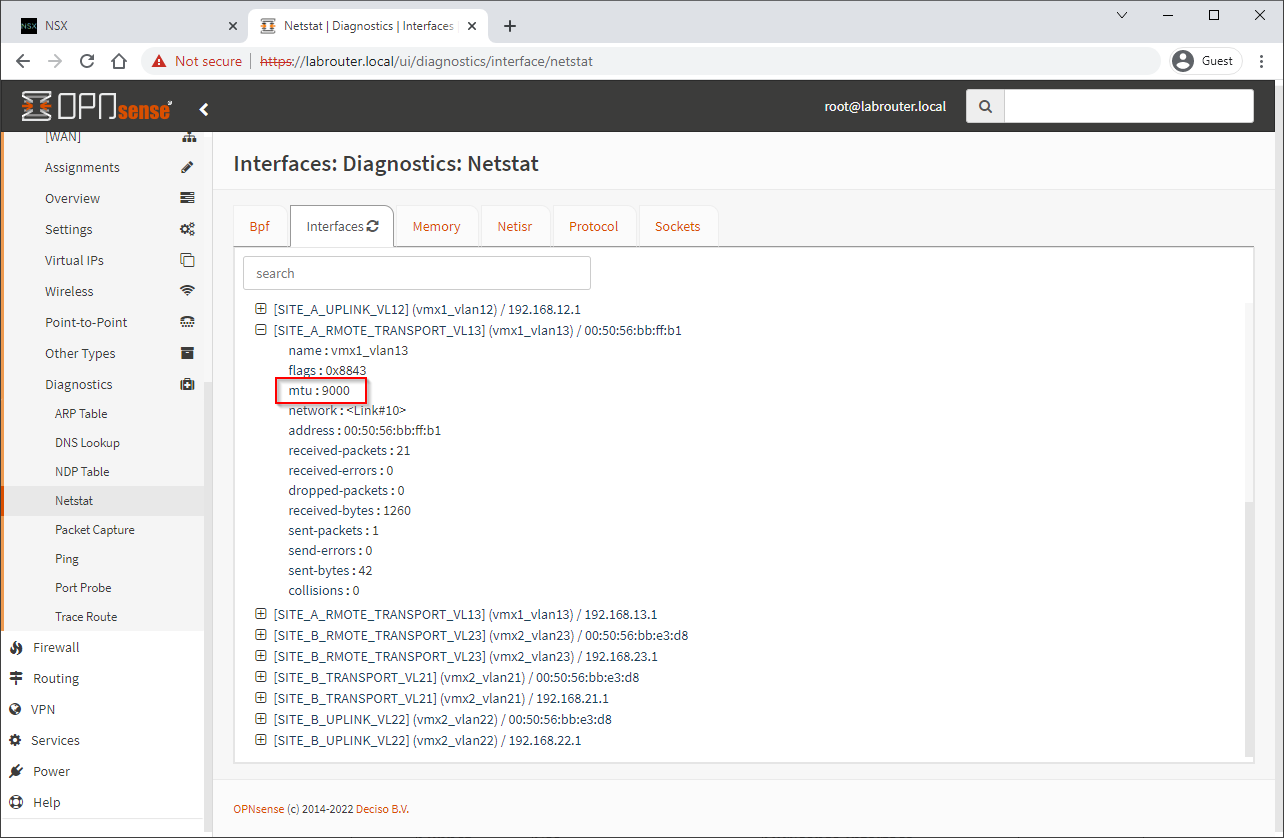 NSX
NSX
Netstat | Diagnostics | Interfaces
Not secure
https://labrouter.local/ui/diagnostics/interface/netstat
Guest
OPNsense
root@labrouter.local
[WAN]
Assignments
Overview
Settings
Virtual IPs
Wireless
Point-to-Point
Other Types
Diagnostics
ARP Table
DNS Lookup
NDP Table
Netstat
Packet Capture
Ping
Port Probe
Trace Route
Firewall
Routing
VPN
Services
Power
Help
Interfaces: Diagnostics: Netstat
Bpf
Interfaces
Memory
Netisr
Protocol
Sockets
search
[SITE_A_UPLINK_VL12] (vmx1_vlan12) / 192.168.12.1
[SITE_A_RMOTE_TRANSPORT_VL13] (vmx1_vlan13) / 00:50:56:bb:ff:b1
name : vmx1_vlan13
flags : 0x8843
mtu : 9000
network : <Link#10>
address : 00:50:56:bb:ff:b1
received-packets : 21
received-errors : 0
dropped-packets : 0
received-bytes : 1260
sent-packets : 1
send-errors : 0
sent-bytes : 42
collisions : 0
[SITE_A_RMOTE_TRANSPORT_VL13] (vmx1_vlan13) / 192.168.13.1
[SITE_B_RMOTE_TRANSPORT_VL23] (vmx2_vlan23) / 00:50:56:bb:e3:d8
[SITE_B_RMOTE_TRANSPORT_VL23] (vmx2_vlan23) / 192.168.23.1
[SITE_B_TRANSPORT_VL21] (vmx2_vlan21) / 00:50:56:bb:e3:d8
[SITE_B_TRANSPORT_VL21] (vmx2_vlan21) / 192.168.21.1
[SITE_B_UPLINK_VL22] (vmx2_vlan22) / 00:50:56:bb:e3:d8
[SITE_B_UPLINK_VL22] (vmx2_vlan22) / 192.168.22.1
OPNsense (c) 2014-2022 Deciso B.V.